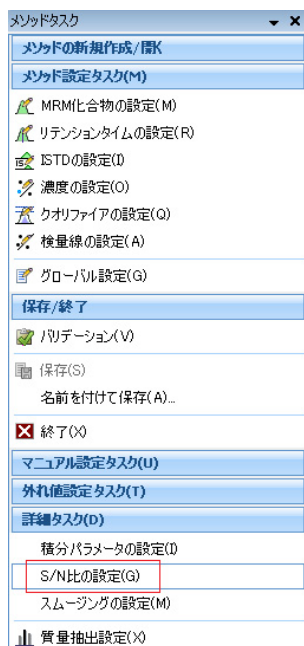 メソッドタスク
メソッドの新規作成/開く
メソッド設定タスク(M)
MRM化合物の設定(M)
リテンションタイムの設定(R)
ISTDの設定(I)
濃度の設定(O)
クオリファイアの設定(Q)
検量線の設定(A)
グローバル設定(G)
保存/終了
バリデーション(V)
保存(S)
名前を付けて保存(A)...
終了(X)
マニュアル設定タスク(U)
外れ値設定タスク(T)
詳細タスク(D)
積分パラメータの設定(I)
S/N比の設定(G)
スムージングの設定(M)
質量抽出設定(X)